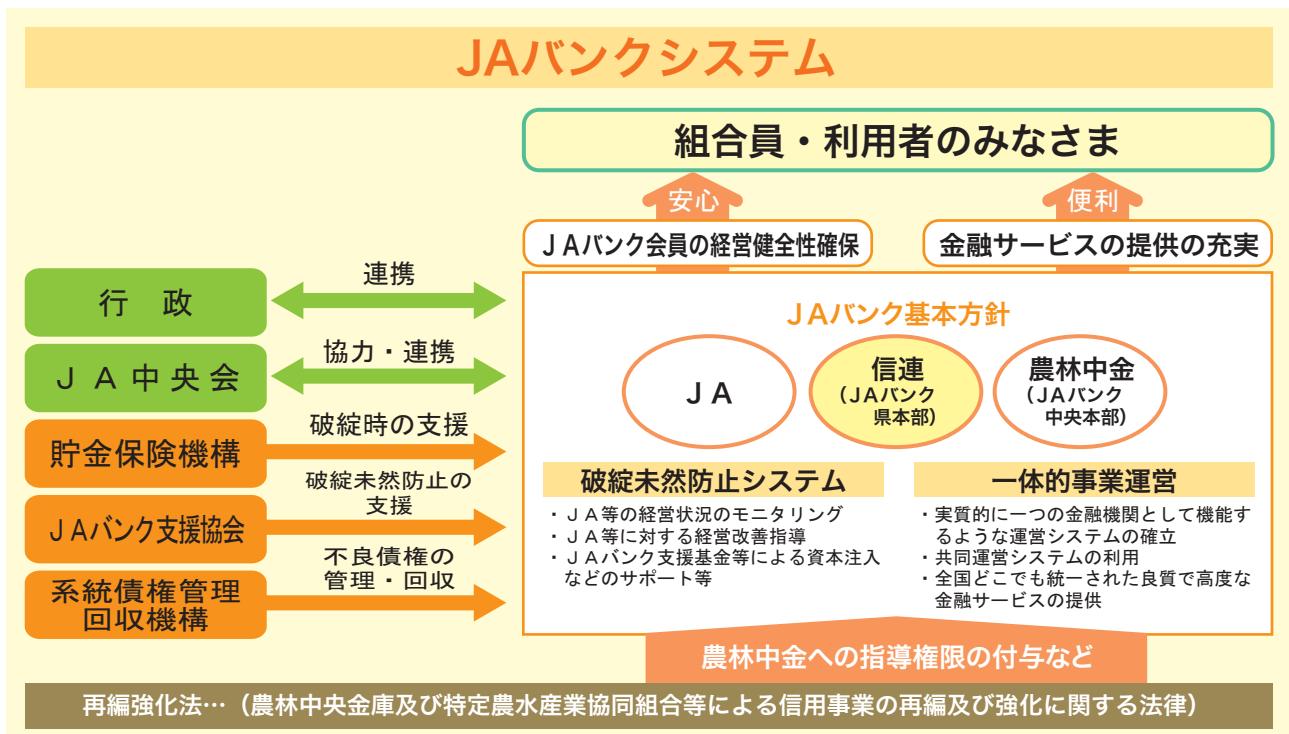 JAバンクシステム
組合員・利用者のみなさま
安心
便利
JAバンク会員の経営健全性確保
金融サービスの提供の充実
行　政
連携
JA中央会
協力・連携
貯金保険機構
破綻時の支援
JAバンク支援協会
破綻未然防止の
支援
系統債権管理
回収機構
不良債権の
管理・回収
JAバンク基本方針
JA
信連
（JAバンク
県本部）
農林中金
（JAバンク
中央本部）
破綻未然防止システム
・JA等の経営状況のモニタリング
・JA等に対する経営改善指導
・JAバンク支援基金等による資本注入
などのサポート等
一体的事業運営
・実質的に一つの金融機関として機能す
るような運営システムの確立
・共同運営システムの利用
・全国どこでも統一された良質で高度な
金融サービスの提供
農林中金への指導権限の付与など
再編強化法…（農林中央金庫及び特定農水産業協同組合等による信用事業の再編及び強化に関する法律）